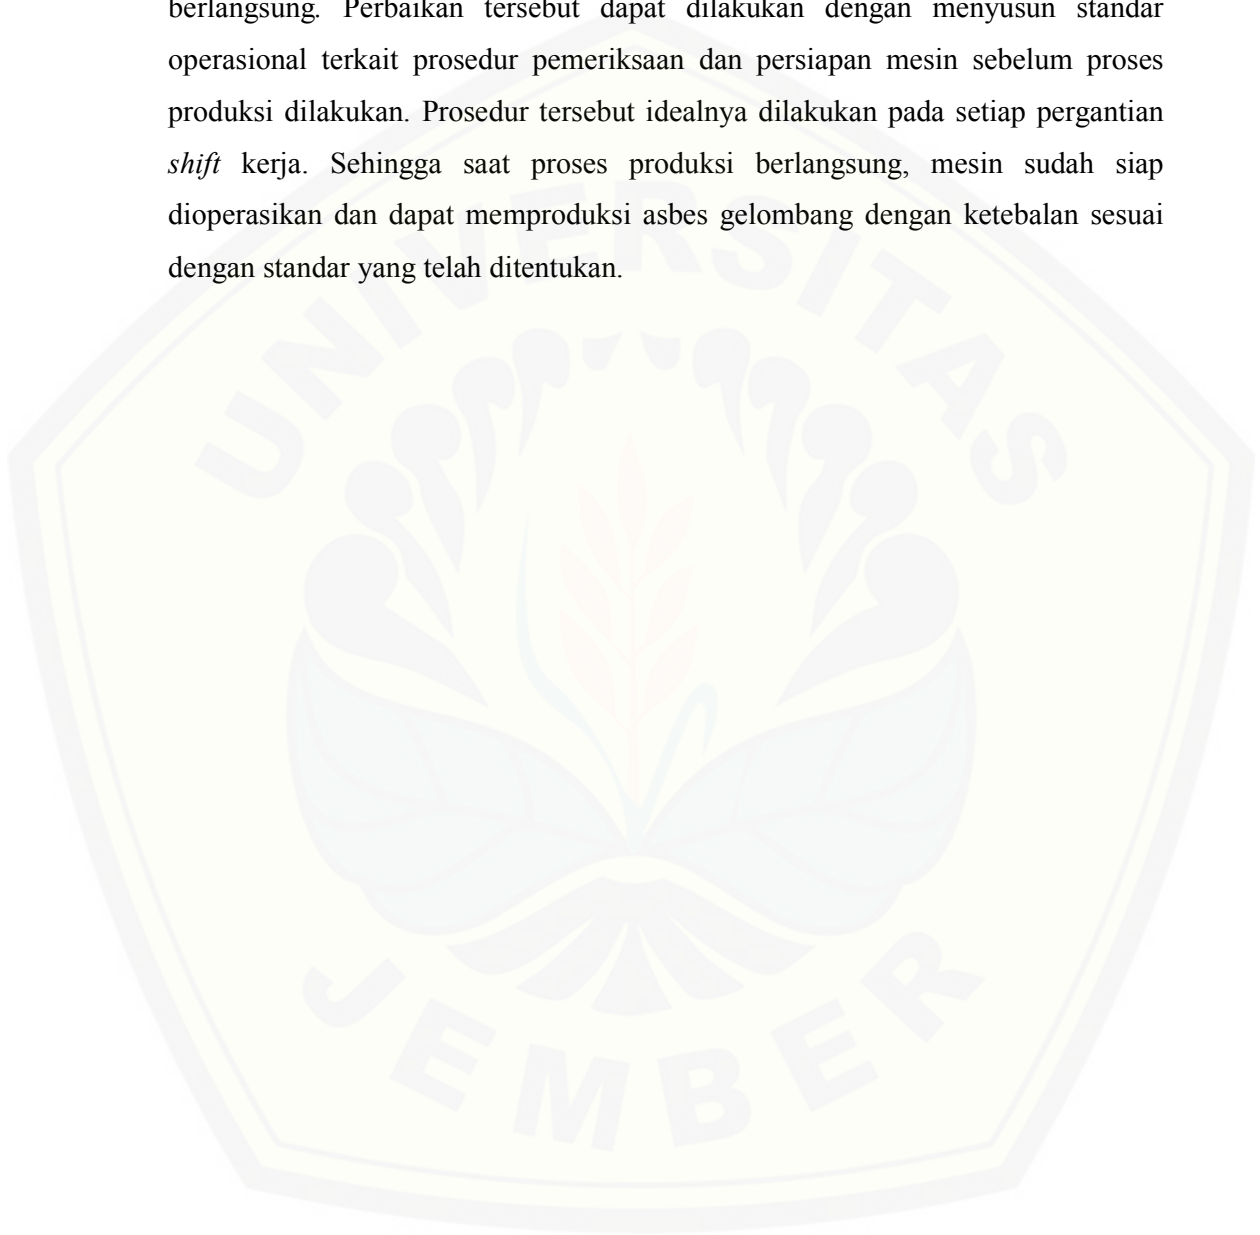 berlangsung. Perbaikan tersebut dapat dilakukan dengan menyusun standar
operasional terkait prosedur pemeriksaan dan persiapan mesin sebelum proses
produksi dilakukan. Prosedur tersebut idealnya dilakukan pada setiap pergantian
shift kerja. Sehingga saat proses produksi berlangsung, mesin sudah siap
dioperasikan dan dapat memproduksi asbes gelombang dengan ketebalan sesuai
dengan standar yang telah ditentukan.
UNIVERSITAS
JEMBER